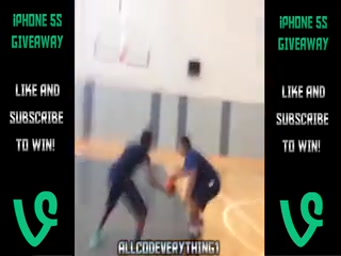 iPHONE 5S
GIVEAWAY
LIKE AND
SUBSCRIBE
TO WIN!
ALLCODEVERYTHING1
iPHONE 5S
GIVEAWAY
LIKE AND
SUBSCRIBE
TO WIN!